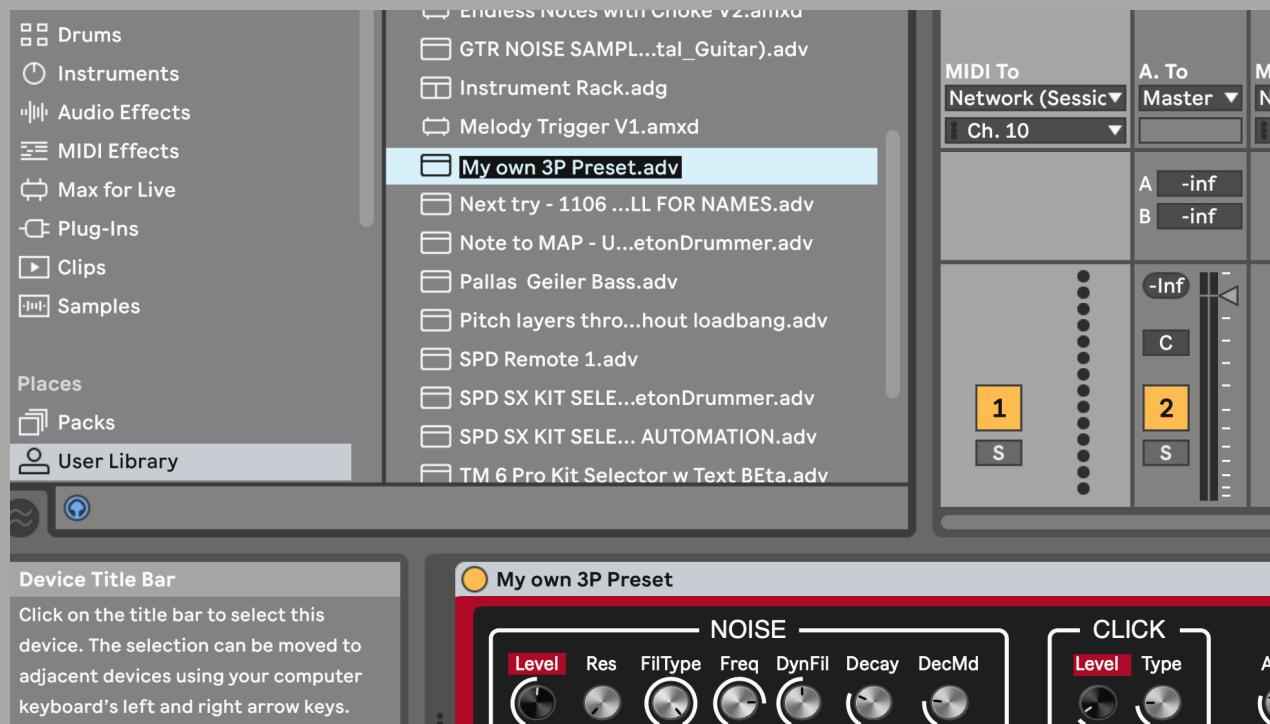 Drums
Instruments
Audio Effects
MIDI Effects
Max for Live
Plug-Ins
Clips
Samples
Places
Packs
User Library
Endless Notes with Choke V2.amxd
GTR NOISE SAMPL...tal_Guitar).adv
Instrument Rack.adg
Melody Trigger V1.amxd
My own 3P Preset.adv
Next try - 1106 ...LL FOR NAMES.adv
Note to MAP - U...etonDrummer.adv
Pallas  Geiler Bass.adv
Pitch layers thro...hout loadbang.adv
SPD Remote 1.adv
SPD SX KIT SELE...etonDrummer.adv
SPD SX KIT SELE... AUTOMATION.adv
TM 6 Pro Kit Selector w Text BEta.adv
MIDI To
Network (Sessic
Ch. 10
1
S
A. To
Master
A -inf
B -inf
-Inf
C
2
S
M
N
Device Title Bar
Click on the title bar to select this
device. The selection can be moved to
adjacent devices using your computer
keyboard's left and right arrow keys.
My own 3P Preset
NOISE
Level Res FilType Freq DynFil Decay DecMd
CLICK
Level Type
A